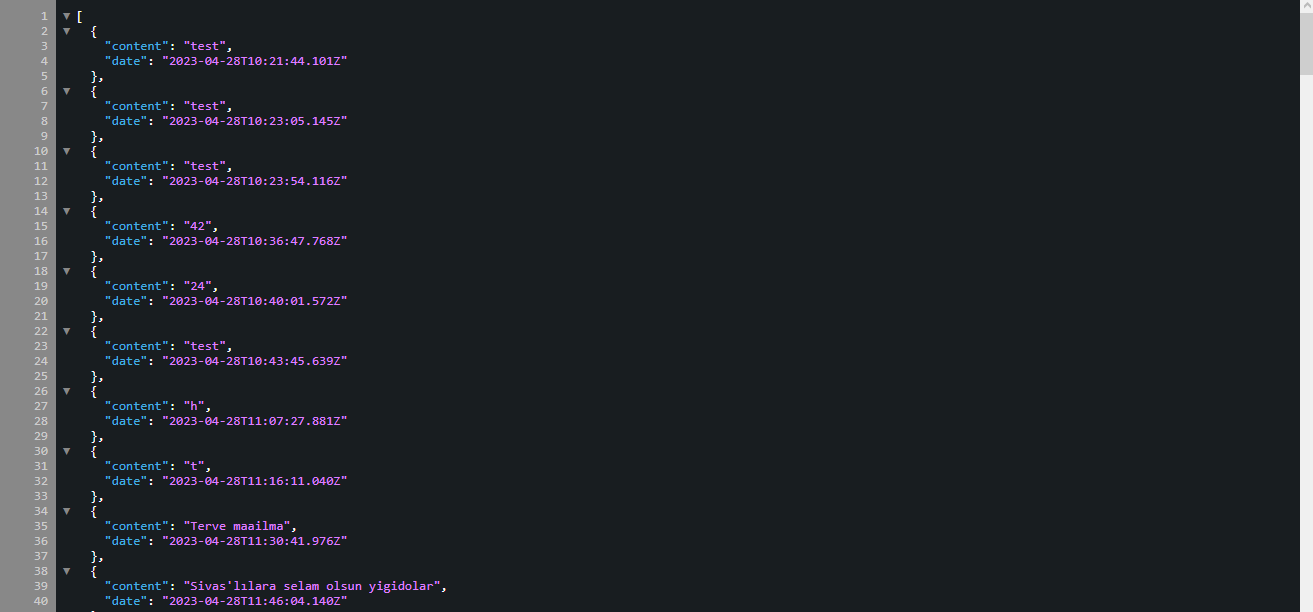 1 [
2 {
3 "content": "test",
4 "date": "2023-04-28T10:21:44.101Z"
5 },
6 {
7 "content": "test",
8 "date": "2023-04-28T10:23:05.145Z"
9 },
10 {
11 "content": "test",
12 "date": "2023-04-28T10:23:54.116Z"
13 },
14 {
15 "content": "42",
16 "date": "2023-04-28T10:36:47.768Z"
17 },
18 {
19 "content": "24",
20 "date": "2023-04-28T10:40:01.572Z"
21 },
22 {
23 "content": "test",
24 "date": "2023-04-28T10:43:45.639Z"
25 },
26 {
27 "content": "h",
28 "date": "2023-04-28T11:07:27.881Z"
29 },
30 {
31 "content": "t",
32 "date": "2023-04-28T11:16:11.040Z"
33 },
34 {
35 "content": "Terve maailma",
36 "date": "2023-04-28T11:30:41.976Z"
37 },
38 {
39 "content": "Sivas'lılara selam olsun yigidolar",
40 "date": "2023-04-28T11:46:04.140Z"